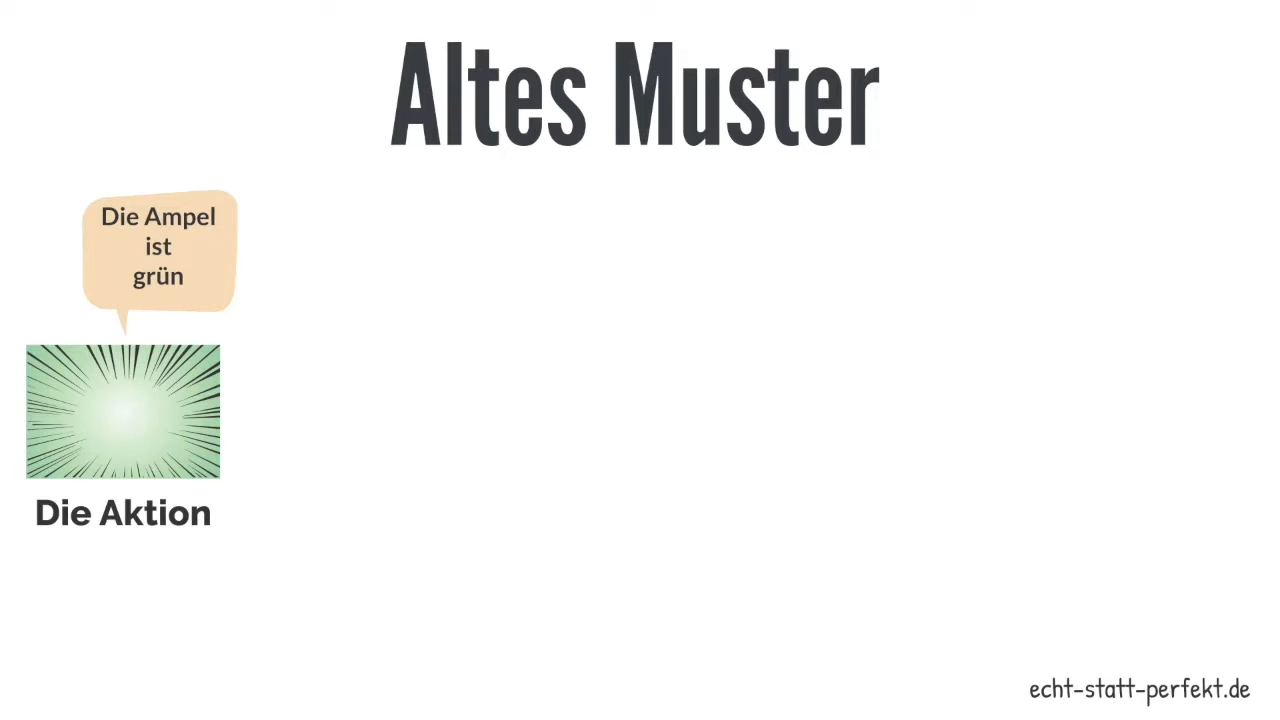 Altes Muster
Die Ampel
ist
grün
Die Aktion
echt-statt-perfekt.de